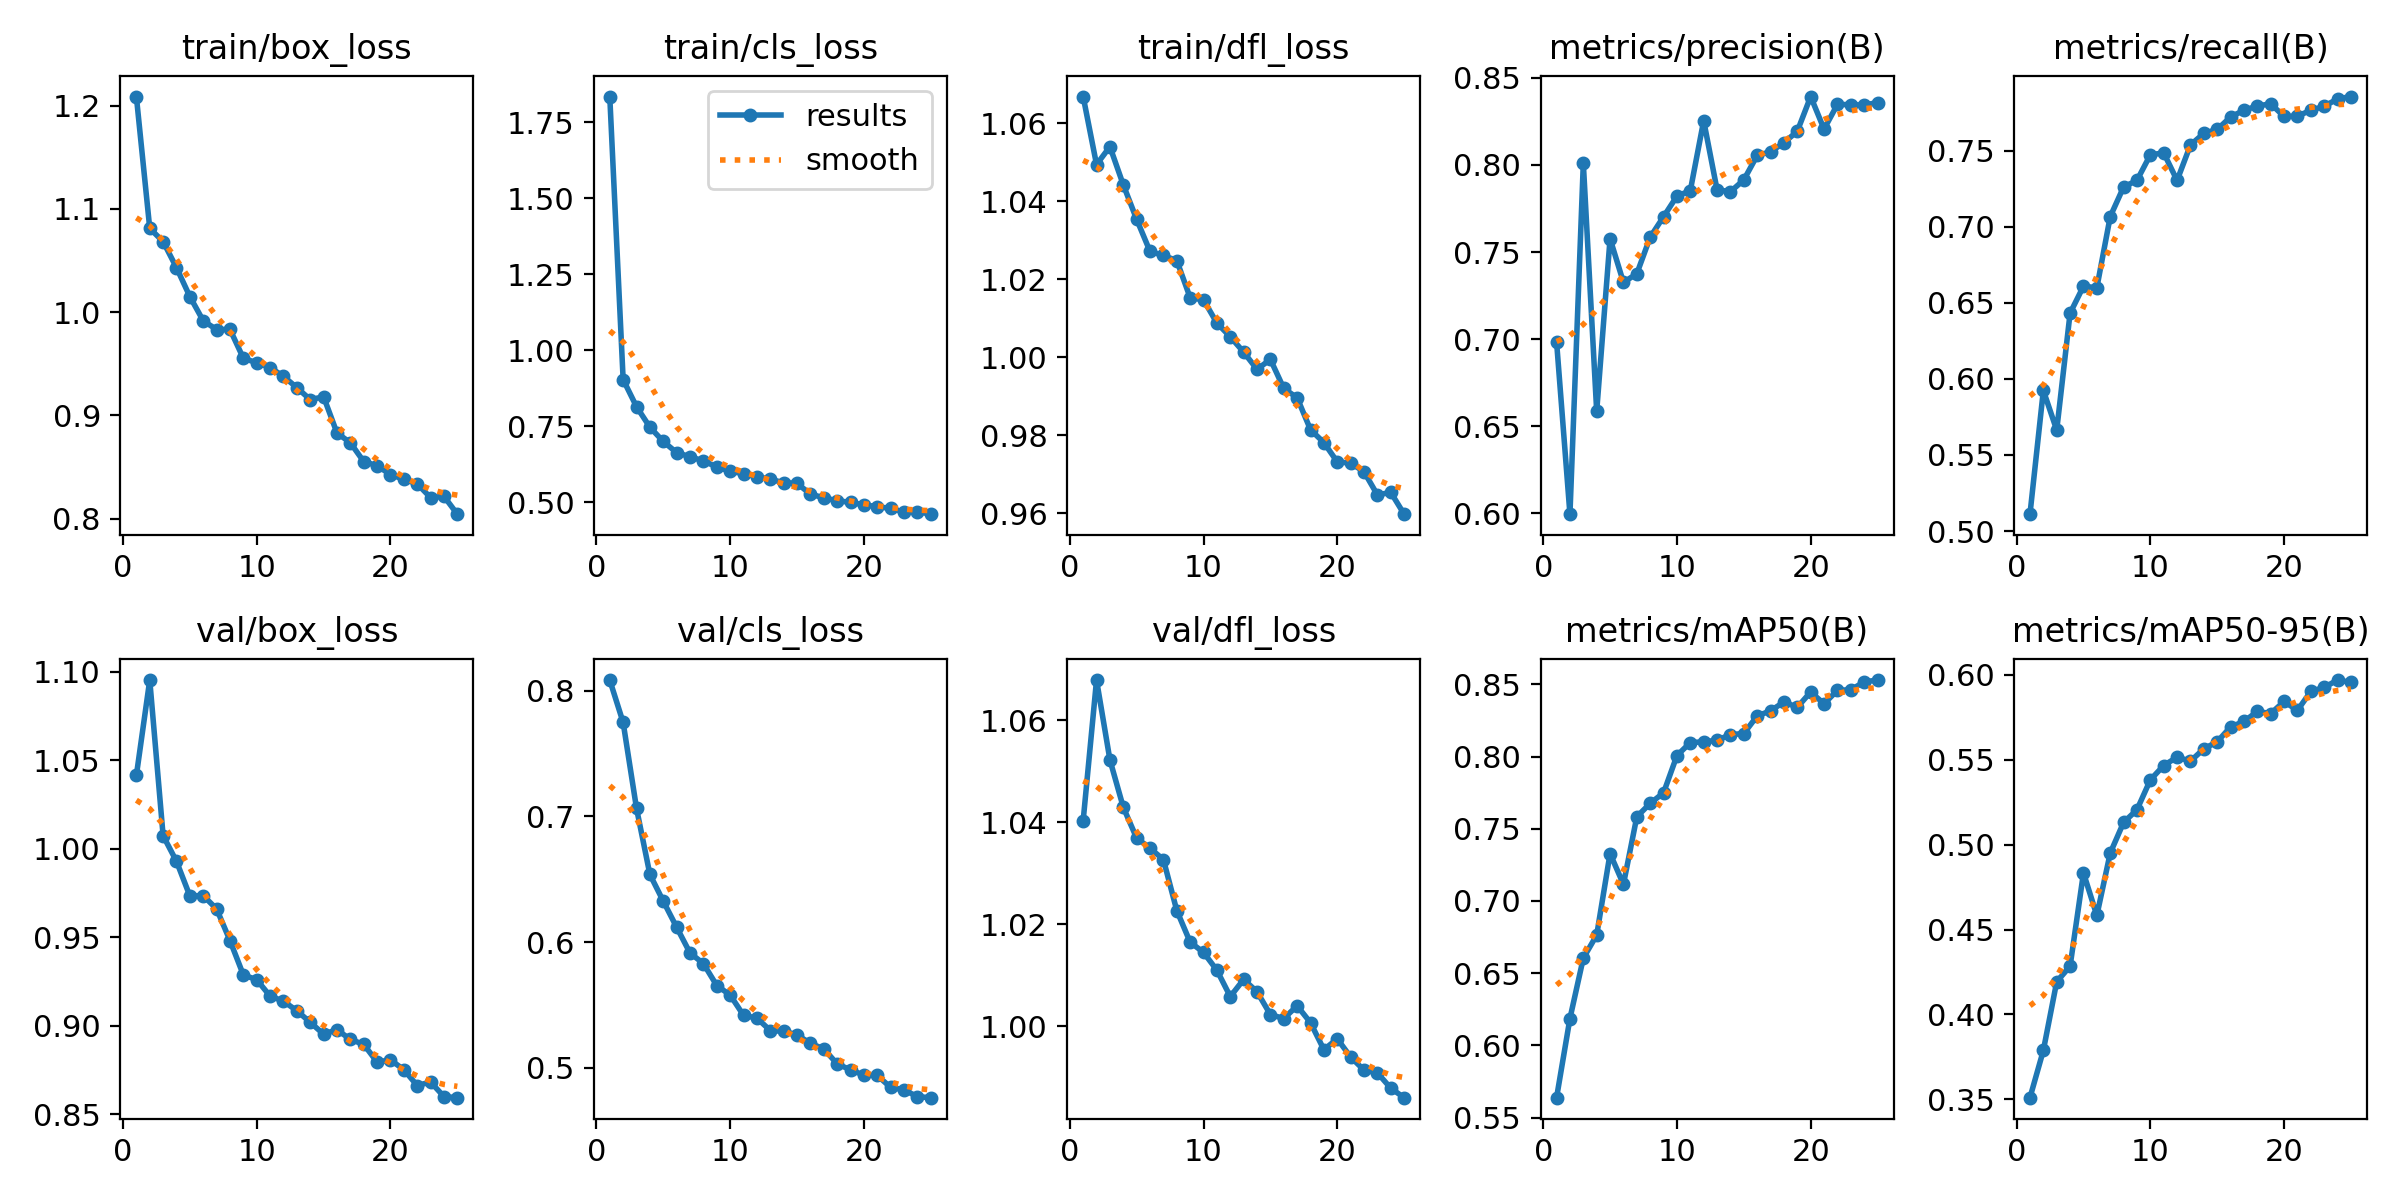 train/box_loss
1.2
1.1
1.0
0.9
0.8
0 10 20
train/cls_loss
results
smooth
1.75
1.50
1.25
1.00
0.75
0.50
0 10 20
train/dfl_loss
1.06
1.04
1.02
1.00
0.98
0.96
0 10 20
metrics/precision(B)
0.85
0.80
0.75
0.70
0.65
0.60
0 10 20
metrics/recall(B)
0.75
0.70
0.65
0.60
0.55
0.50
0 10 20
val/box_loss
1.10
1.05
1.00
0.95
0.90
0.85
0 10 20
val/cls_loss
0.8
0.7
0.6
0.5
0 10 20
val/dfl_loss
1.06
1.04
1.02
1.00
0 10 20
metrics/mAP50(B)
0.85
0.80
0.75
0.70
0.65
0.60
0.55
0 10 20
metrics/mAP50-95(B)
0.60
0.55
0.50
0.45
0.40
0.35
0 10 20